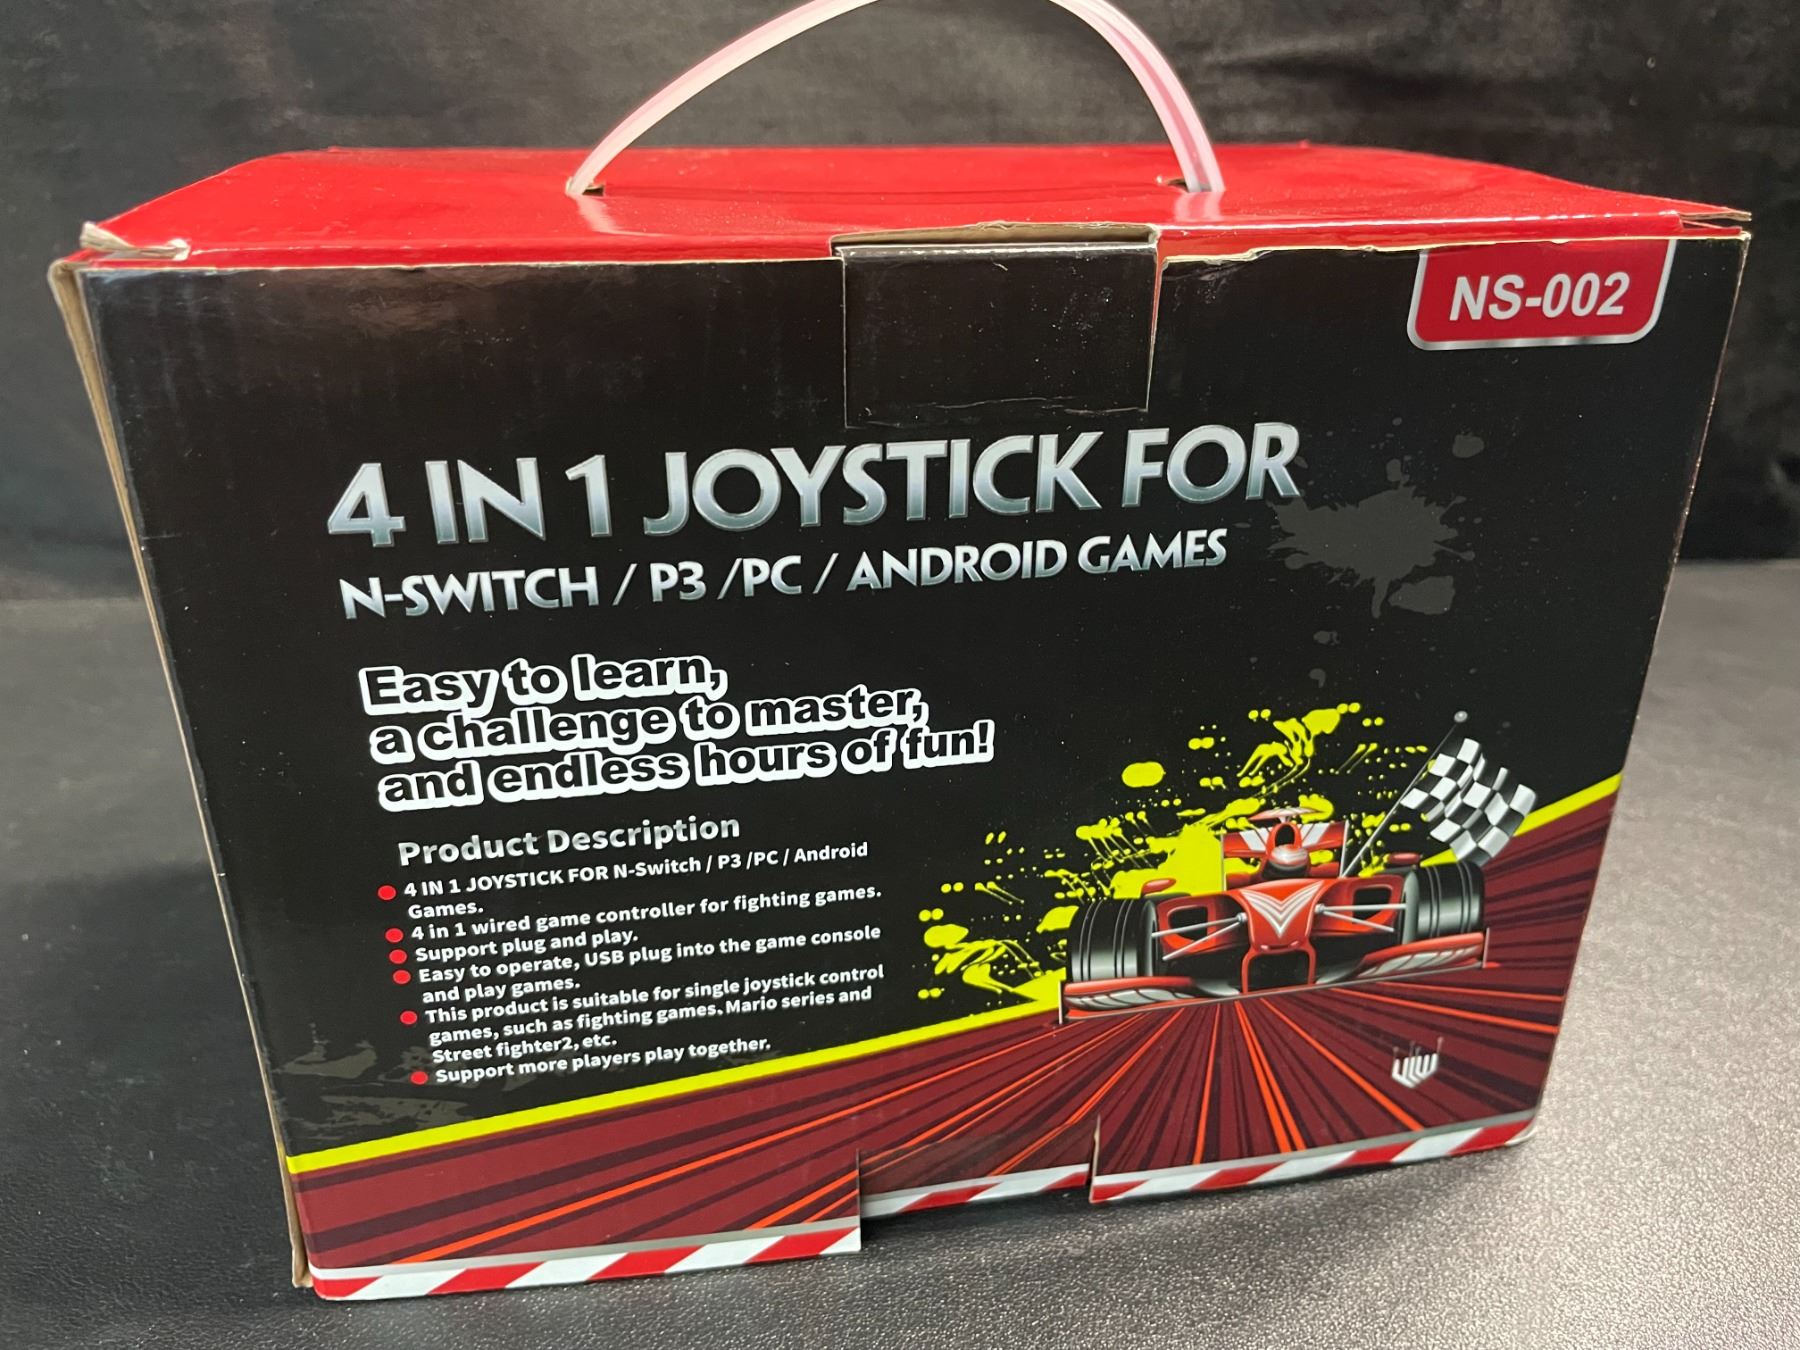 NS-002
4 IN 1 JOYSTICK FOR
N-SWITCH / P3 /PC / ANDROID GAMES
Easy to learn,
a challenge to master,
and endless hours of fun!
Product Description
4 IN 1 JOYSTICK FOR N-Switch / P3 /PC / Android
Games.
4 in 1 wired game controller for fighting games.
Support plug and play.
Easy to operate, USB plug into the game console
and play games.
This product is suitable for single joystick control
games, such as fighting games, Mario series and
Street fighter2, etc.
Support more players play together.